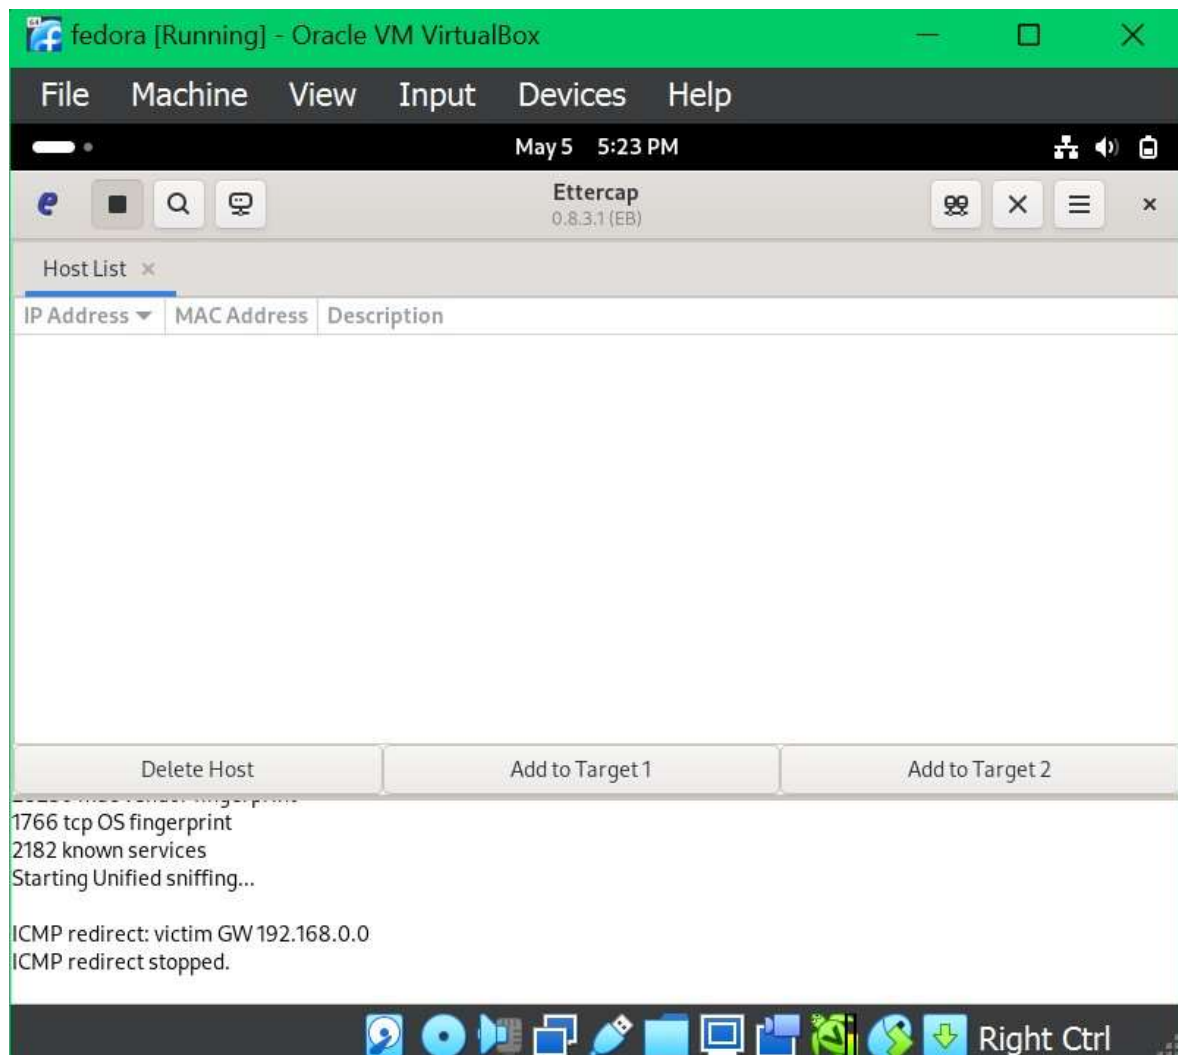 fedora [Running] - Oracle VM VirtualBox
File Machine View Input Devices Help
May 5 5:23 PM
Ettercap
0.8.3.1 (EB)
Host List
IP Address MAC Address Description
Delete Host Add to Target 1 Add to Target 2
1766 tcp OS fingerprint
2182 known services
Starting Unified sniffing...
ICMP redirect: victim GW 192.168.0.0
ICMP redirect stopped.
Right Ctrl